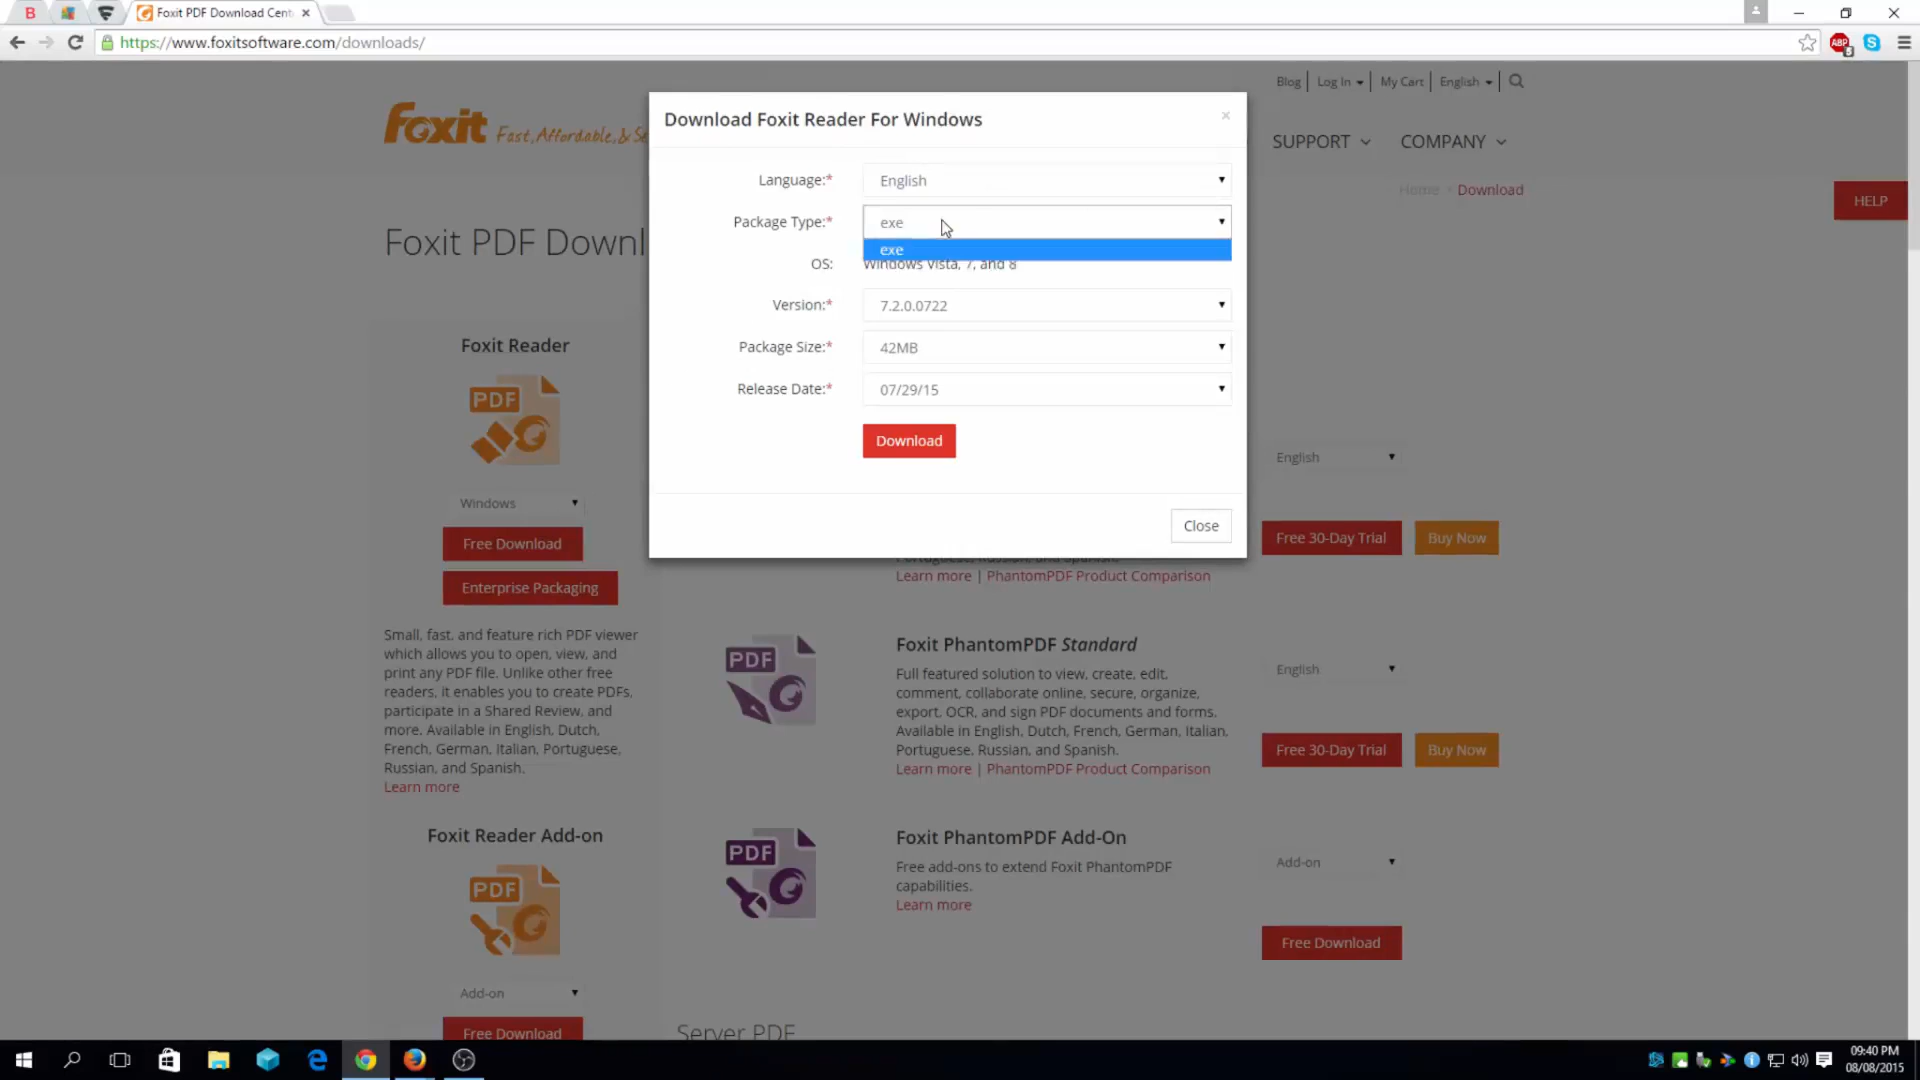 B
Foxit PDF Download Cent
https://www.foxitsoftware.com/downloads/
ABP
Blog
Log In
My Cart
English
Foxit Fast, Affordable, & Se
SUPPORT
COMPANY
Home > Download
HELP
Foxit PDF Downl
Download Foxit Reader For Windows
×
Language:* English
Package Type:* exe
exe
OS: Windows Vista, 7, and 8
Version:* 7.2.0.0722
Package Size:* 42MB
Release Date:* 07/29/15
Download
Close
Foxit Reader
PDF
Windows
Free Download
Enterprise Packaging
Small, fast, and feature rich PDF viewer
which allows you to open, view, and
print any PDF file. Unlike other free
readers, it enables you to create PDFs,
participate in a Shared Review, and
more. Available in English, Dutch,
French, German, Italian, Portuguese,
Russian, and Spanish.
Learn more
Foxit Reader Add-on
PDF
Add-on
Free Download
English
Free 30-Day Trial
Buy Now
Portuguese, Russian, and Spanish.
Learn more | PhantomPDF Product Comparison
PDF
Foxit PhantomPDF Standard
Full featured solution to view, create, edit,
comment, collaborate online, secure, organize,
export, OCR, and sign PDF documents and forms.
Available in English, Dutch, French, German, Italian,
Portuguese, Russian, and Spanish.
Learn more | PhantomPDF Product Comparison
English
Free 30-Day Trial
Buy Now
PDF
Foxit PhantomPDF Add-On
Free add-ons to extend Foxit PhantomPDF
capabilities.
Learn more
Add-on
Free Download
Server PDF
09:40 PM
08/08/2015